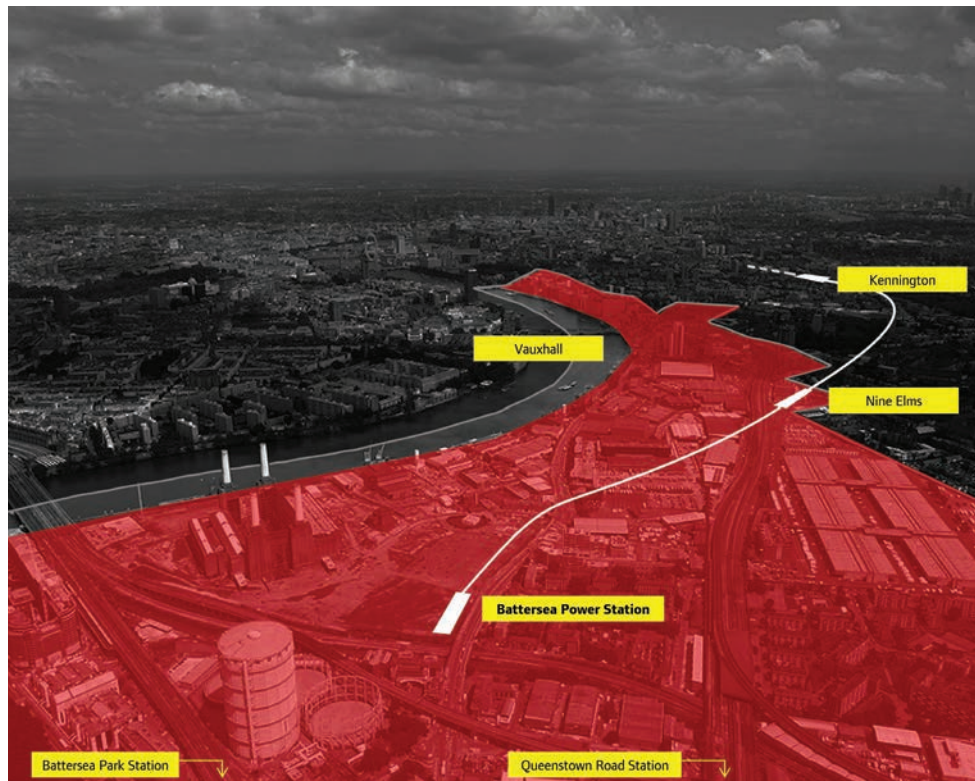 Kennington
Vauxhall
Nine Elms
Battersea Power Station
Battersea Park Station
Queenstown Road Station